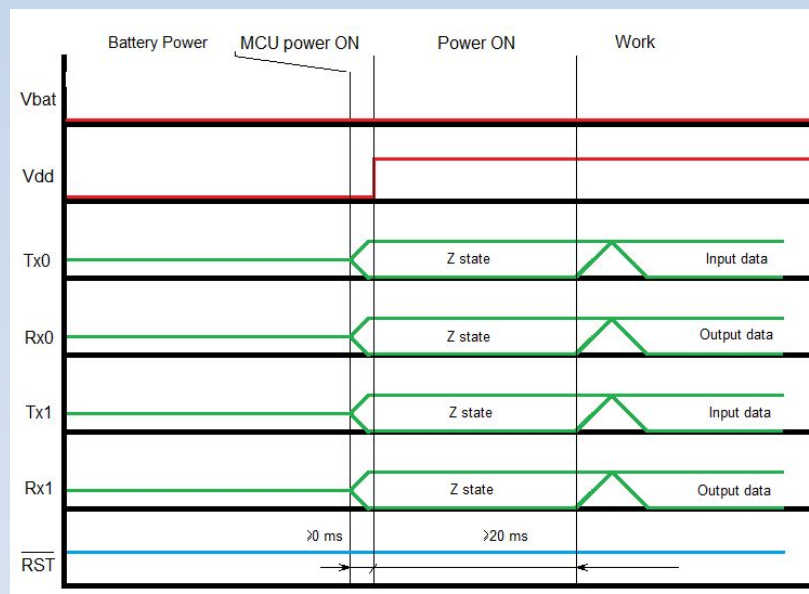 Battery Power MCU power ON Power ON Work
Vbat
Vdd
Tx0 Z state Input data
Rx0 Z state Output data
Tx1 Z state Input data
Rx1 Z state Output data
>0 ms >20 ms
RST